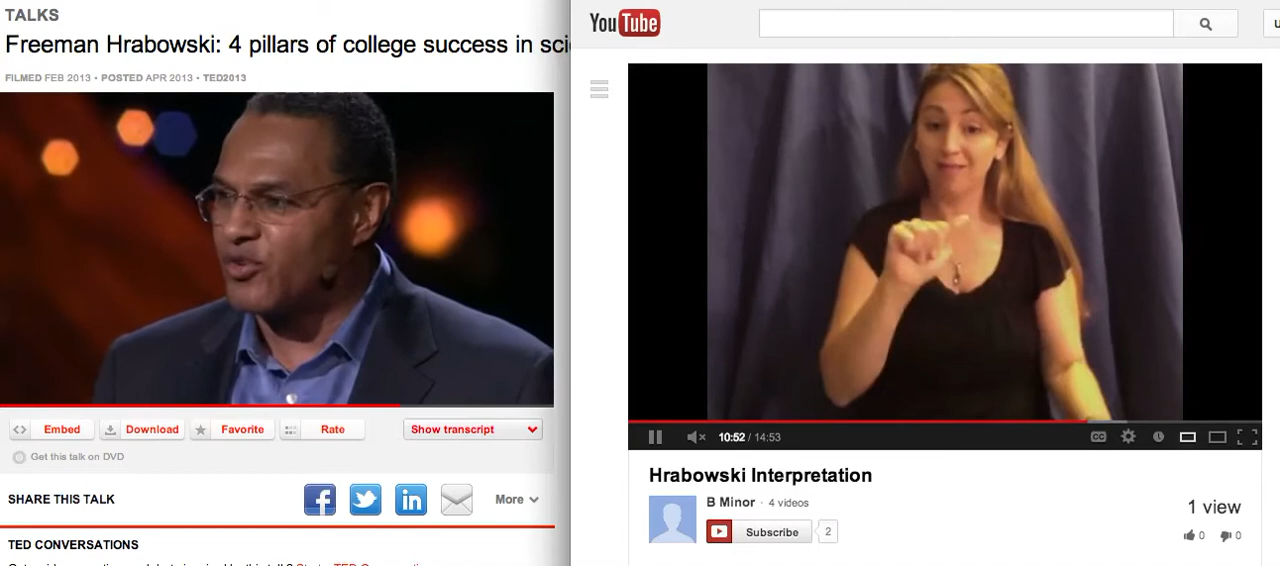 TALKS
Freeman Hrabowski: 4 pillars of college success in sci
FILMED FEB 2013 • POSTED APR 2013 • TED2013
Embed
Download
Favorite
Rate
Show transcript
Get this talk on DVD
SHARE THIS TALK
More
TED CONVERSATIONS
YouTube
CC
10:52 / 14:53
Hrabowski Interpretation
B Minor · 4 videos
Subscribe
2
1 view
0
0